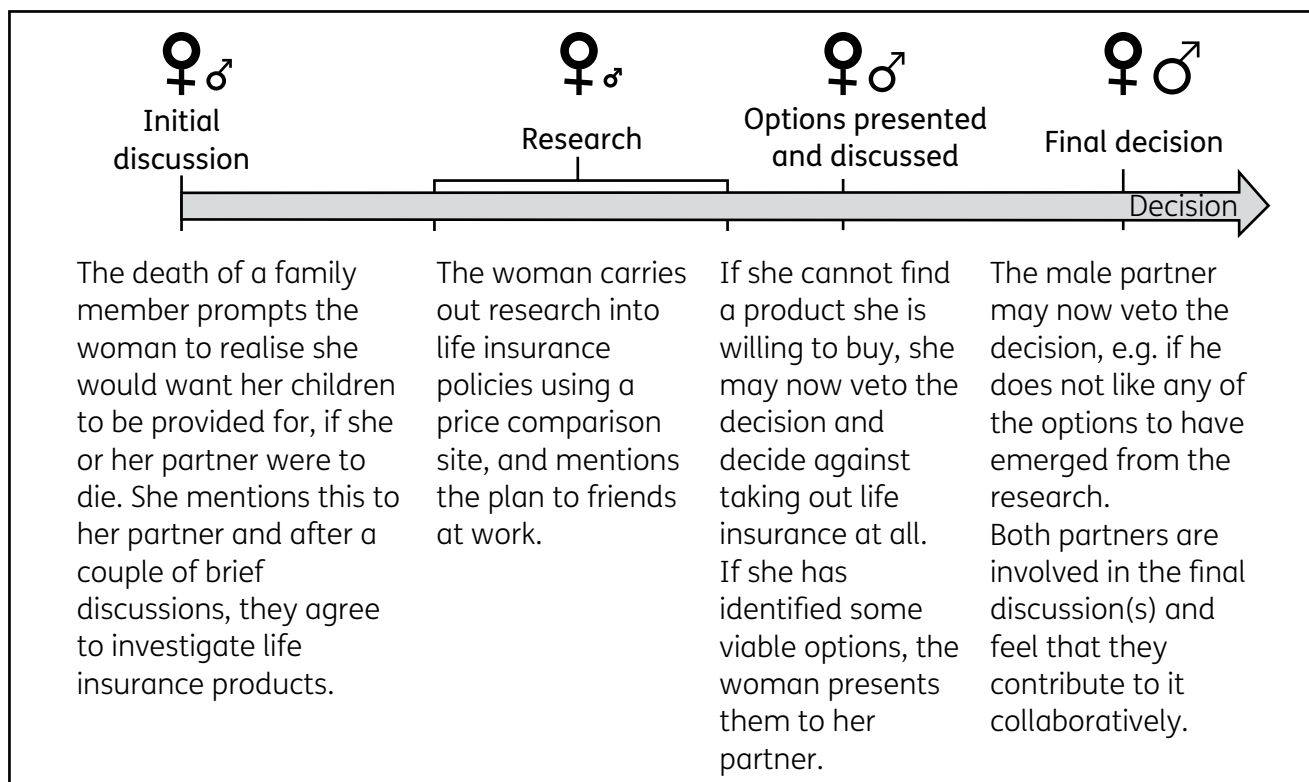 Initial
discussion
Research
Options presented
and discussed
Final decision
Decision
The death of a family
member prompts the
woman to realise she
would want her children
to be provided for, if she
or her partner were to
die. She mentions this to
her partner and after a
couple of brief
discussions, they agree
to investigate life
insurance products.
The woman carries
out research into
life insurance
policies using a
price comparison
site, and mentions
the plan to friends
at work.
If she cannot find
a product she is
willing to buy, she
may now veto the
decision and
decide against
taking out life
insurance at all.
If she has
identified some
viable options, the
woman presents
them to her
partner.
The male partner
may now veto the
decision, e.g. if he
does not like any of
the options to have
emerged from the
research.
Both partners are
involved in the final
discussion(s) and
feel that they
contribute to it
collaboratively.